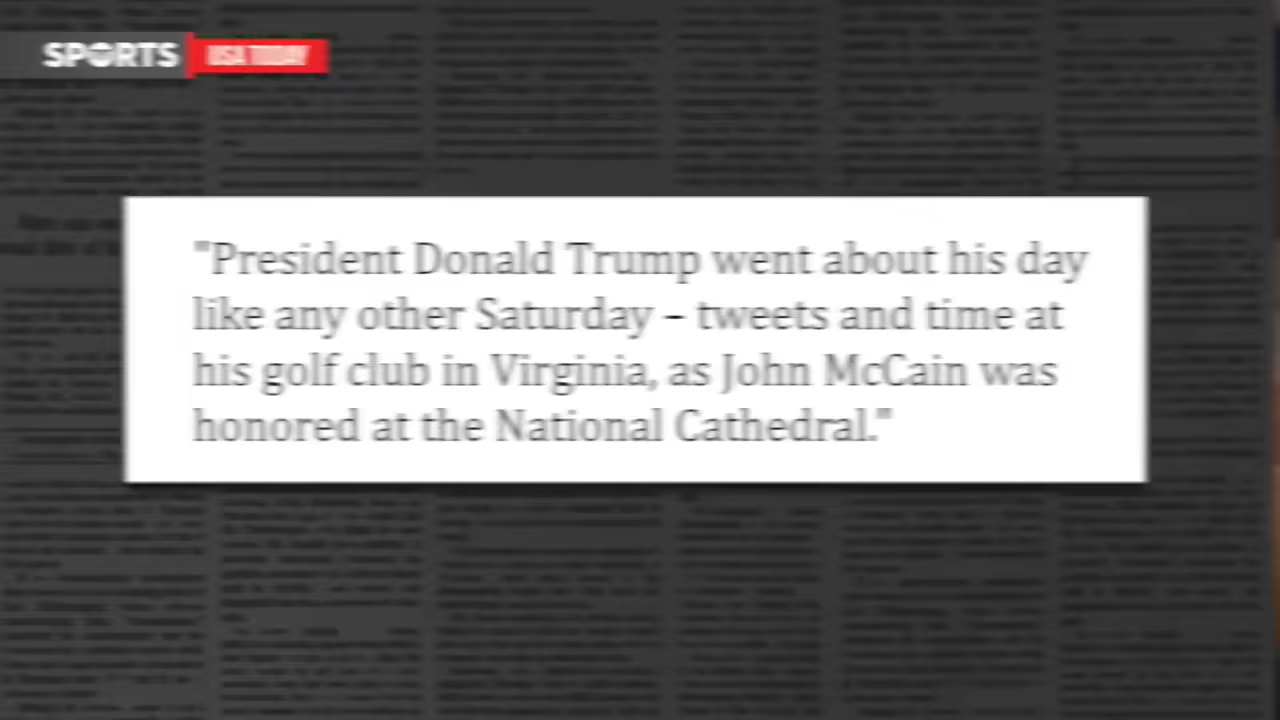 SPORTS USA TODAY
"President Donald Trump went about his day
like any other Saturday – tweets and time at
his golf club in Virginia, as John McCain was
honored at the National Cathedral."